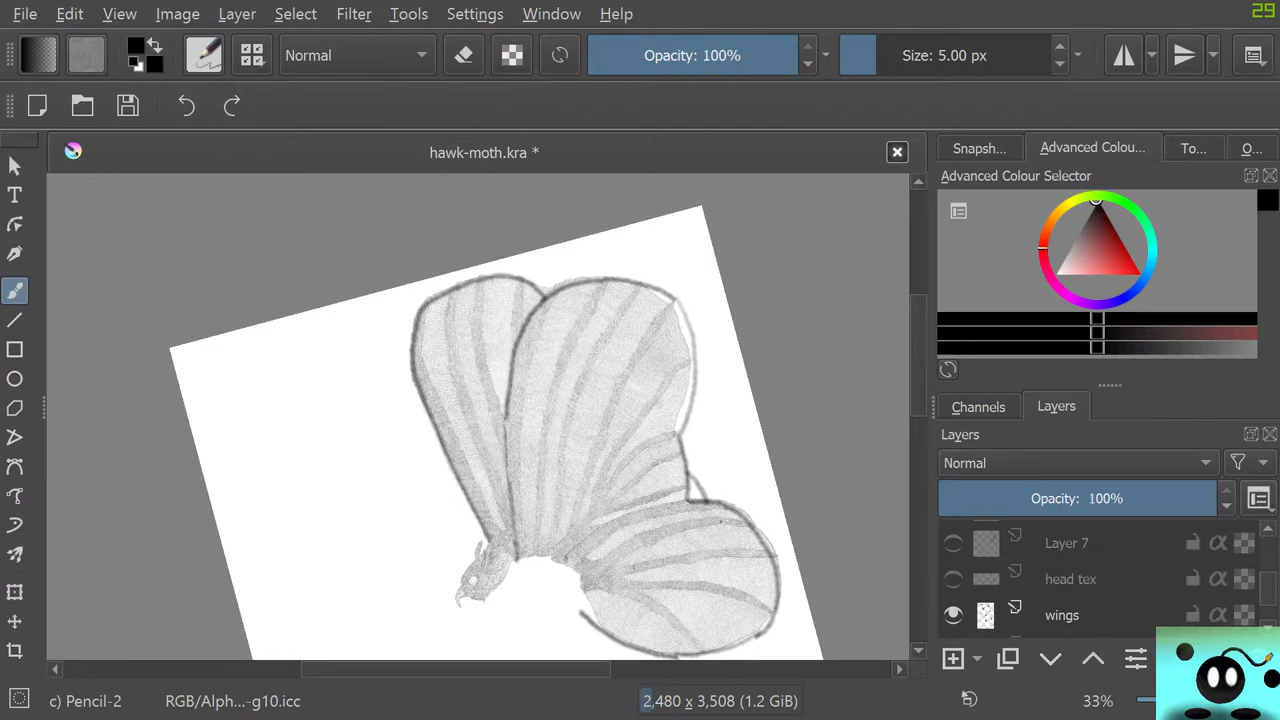 File Edit View Image Layer Select Filter Tools Settings Window Help 29
Normal Opacity: 100% Size: 5.00 px
hawk-moth.kra *
Snapsh... Advanced Colou... To... O...
Advanced Colour Selector
Channels Layers
Layers
Normal
Opacity: 100%
Layer 7
head tex
wings
c) Pencil-2 RGB/Alph...-g10.icc 2,480 x 3,508 (1.2 GiB) 33%